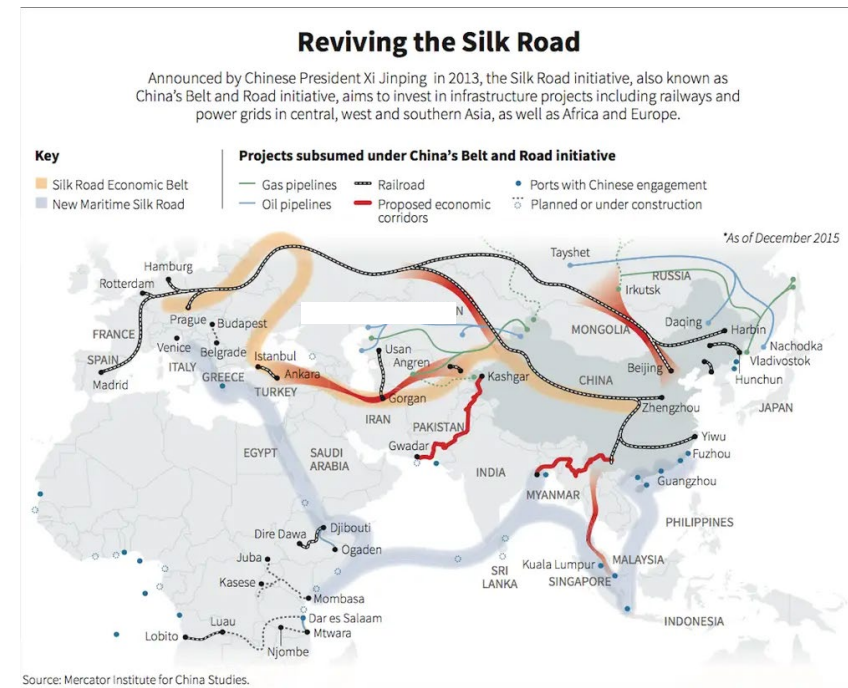 Reviving the Silk Road
Announced by Chinese President Xi Jinping in 2013, the Silk Road initiative, also known as
China's Belt and Road initiative, aims to invest in infrastructure projects including railways and
power grids in central, west and southern Asia, as well as Africa and Europe.
Key
Silk Road Economic Belt
New Maritime Silk Road
Projects subsumed under China's Belt and Road initiative
Gas pipelines
Oil pipelines
Railroad
Proposed economic
corridors
Ports with Chinese engagement
Planned or under construction
*As of December 2015
Tayshet
Hamburg
RUSSIA
Rotterdam
Irkutsk
N
Prague
Budapest
Daqing
Harbin
FRANCE
MONGOLIA
Venice
Belgrade
Usan
Nachodka
SPAIN
ITALY
Istanbul
Angren
Vladivostok
GREECE
Ankara
Kashgar
Beijing
Hunchun
Madrid
TURKEY
CHINA
Gorgan
Zhengzhou
JAPAN
IRAN
PAKISTAN
Yiwu
Gwadar
EGYPT
SAUDI
ARABIA
Fuzhou
INDIA
Guangzhou
MYANMAR
PHILIPPINES
Djibouti
Dire Dawa
Ogaden
Juba
SRI
LANKA
Kuala Lumpur
MALAYSIA
Kasese
SINGAPORE
Mombasa
Dar es Salaam
INDONESIA
Luau
Lobito
Mtwara
Njombe
Source: Mercator Institute for China Studies.